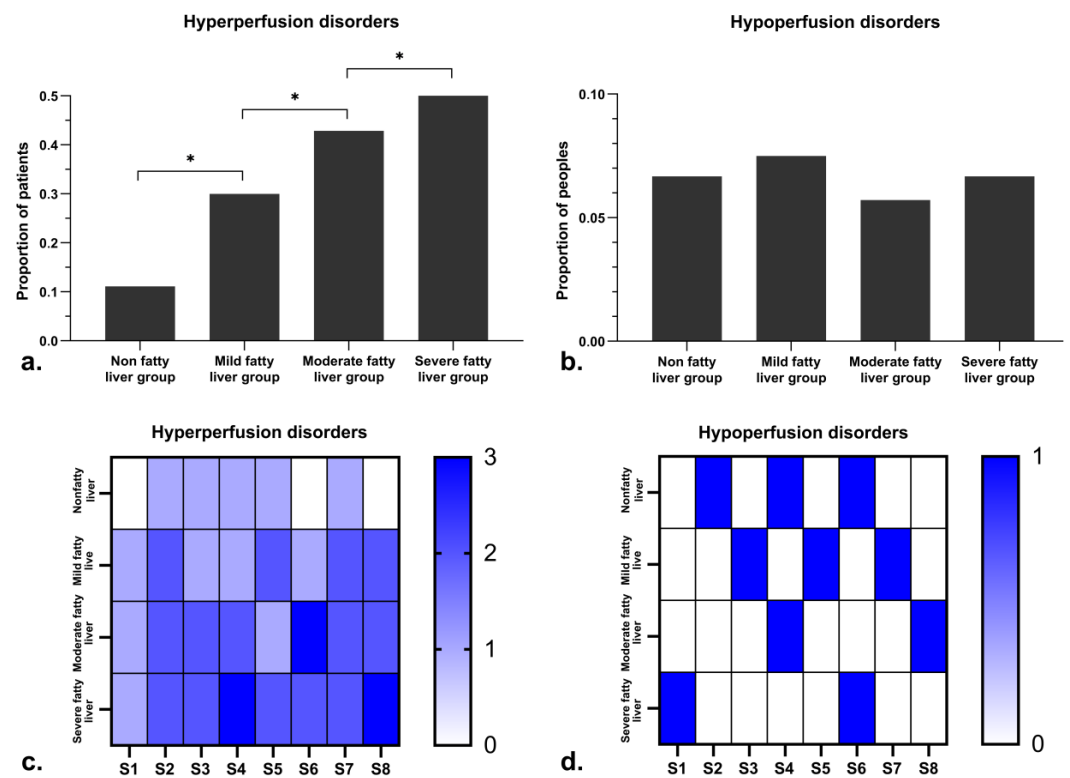 Hyperperfusion disorders
Proportion of patients
0.5
0.4
0.3
0.2
0.1
0.0
*
*
*
Non fatty
liver group
Mild fatty
liver group
Moderate fatty
liver group
Severe fatty
liver group
a.
Hypoperfusion disorders
Proportion of peoples
0.10
0.05
0.00
Non fatty
liver group
Mild fatty
liver group
Moderate fatty
liver group
Severe fatty
liver group
b.
Hyperperfusion disorders
Nonfatty
liver
Mild fatty
live
Moderate fatty
liver
Severe fatty
liver
S1 S2 S3 S4 S5 S6 S7 S8
3
2
1
0
c.
Hypoperfusion disorders
Nonfatty
liver
Mild fatty
liver
Moderate fatty
liver
Severe fatty
liver
S1 S2 S3 S4 S5 S6 S7 S8
1
0
d.